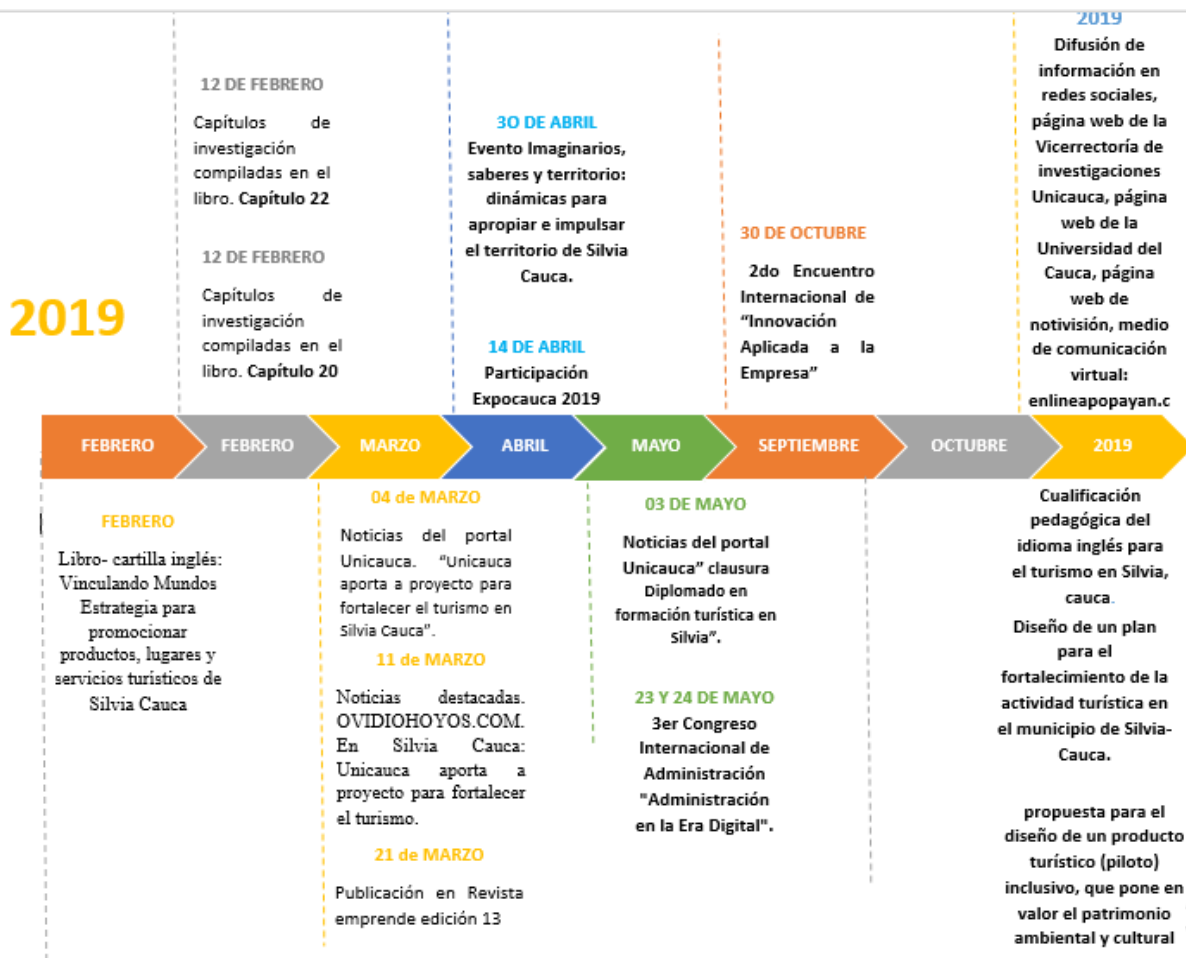 2019
12 DE FEBRERO
Capítulos de
investigación
compiladas en el
libro. Capítulo 22
12 DE FEBRERO
Capítulos de
investigación
compiladas en el
libro. Capítulo 20
3O DE ABRIL
Evento Imaginarios,
saberes y territorio:
dinámicas para
apropiar e impulsar
el territorio de Silvia
Cauca.
14 DE ABRIL
Participación
Expocauca 2019
30 DE OCTUBRE
2do Encuentro
Internacional de
“Innovación
Aplicada a la
Empresa”
2019
Difusión de
información en
redes sociales,
página web de la
Vicerrectoría de
investigaciones
Unicauca, página
web de la
Universidad del
Cauca, página
web de
notivisión, medio
de comunicación
virtual:
enlineapopayan.c
FEBRERO
FEBRERO
MARZO
ABRIL
MAYO
SEPTIEMBRE
OCTUBRE
2019
FEBRERO
Libro- cartilla inglés:
Vinculando Mundos
Estrategia para
promocionar
productos, lugares y
servicios turísticos de
Silvia Cauca
04 de MARZO
Noticias del portal
Unicauca. “Unicauca
aporta a proyecto para
fortalecer el turismo en
Silvia Cauca”.
11 de MARZO
Noticias destacadas.
OVIDIOHOYOS.COM.
En Silvia Cauca:
Unicauca aporta a
proyecto para fortalecer
el turismo.
21 de MARZO
Publicación en Revista
emprende edición 13
03 DE MAYO
Noticias del portal
Unicauca” clausura
Diplomado en
formación turística en
Silvia”.
23 Y 24 DE MAYO
3er Congreso
Internacional de
Administración
"Administración
en la Era Digital".
Cualificación
pedagógica del
idioma inglés para
el turismo en Silvia,
cauca.
Diseño de un plan
para el
fortalecimiento de la
actividad turística en
el municipio de Silvia-
Cauca.
propuesta para el
diseño de un producto
turístico (piloto)
inclusivo, que pone en
valor el patrimonio
ambiental y cultural